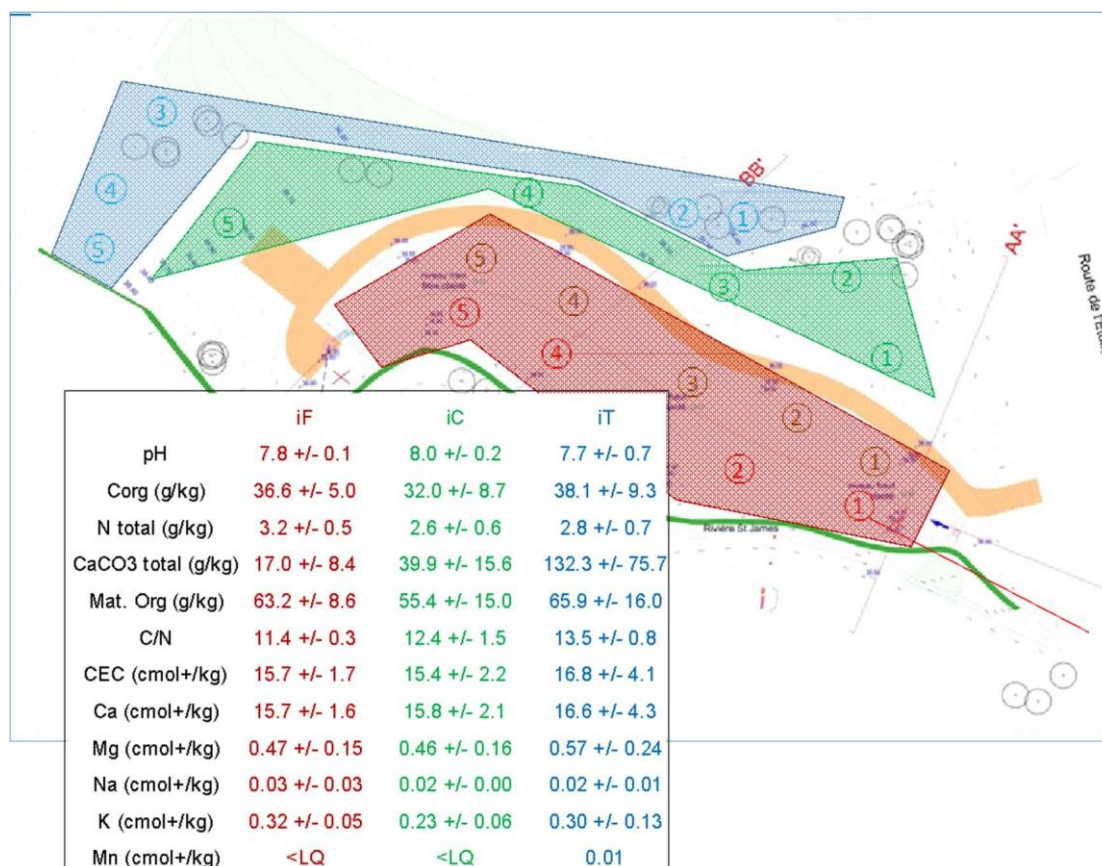 ③
BB'
④
④
②
①
AA'
⑤
②
⑤
⑤
③
Route de l'Etoile
④
⑤
④
①
③
②
①
②
①
Rivière St James
iF iC iT
pH 7.8 +/- 0.1 8.0 +/- 0.2 7.7 +/- 0.7
Corg (g/kg) 36.6 +/- 5.0 32.0 +/- 8.7 38.1 +/- 9.3
N total (g/kg) 3.2 +/- 0.5 2.6 +/- 0.6 2.8 +/- 0.7
CaCO3 total (g/kg) 17.0 +/- 8.4 39.9 +/- 15.6 132.3 +/- 75.7
Mat. Org (g/kg) 63.2 +/- 8.6 55.4 +/- 15.0 65.9 +/- 16.0
C/N 11.4 +/- 0.3 12.4 +/- 1.5 13.5 +/- 0.8
CEC (cmol+/kg) 15.7 +/- 1.7 15.4 +/- 2.2 16.8 +/- 4.1
Ca (cmol+/kg) 15.7 +/- 1.6 15.8 +/- 2.1 16.6 +/- 4.3
Mg (cmol+/kg) 0.47 +/- 0.15 0.46 +/- 0.16 0.57 +/- 0.24
Na (cmol+/kg) 0.03 +/- 0.03 0.02 +/- 0.00 0.02 +/- 0.01
K (cmol+/kg) 0.32 +/- 0.05 0.23 +/- 0.06 0.30 +/- 0.13
Mn (cmol+/kg) <LQ <LQ 0.01